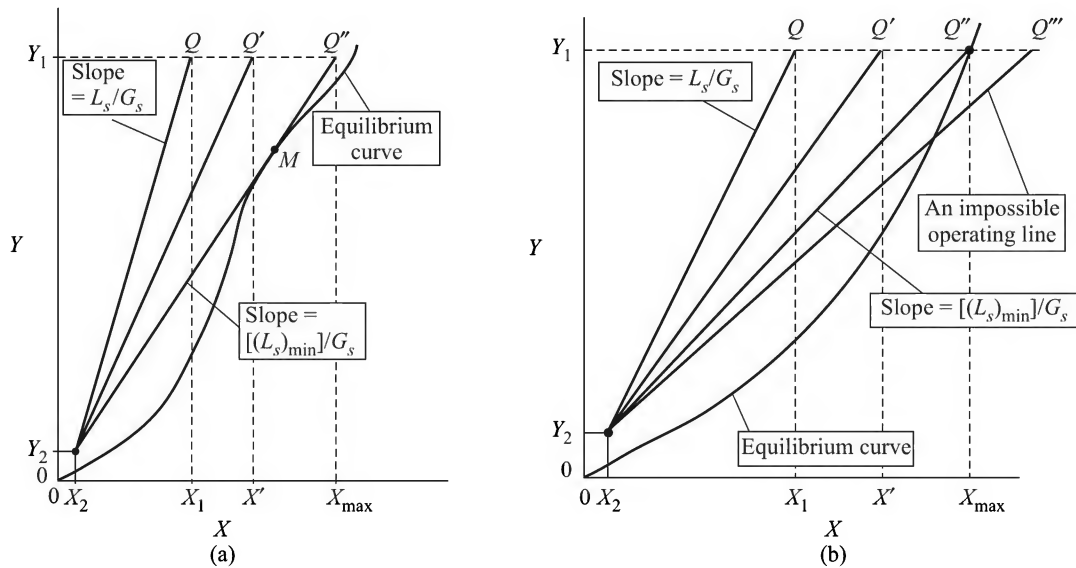 Q Q′ Q″
Y₁
Slope
= Lₛ/Gₛ
Equilibrium
curve
M
Y
Slope =
[(Lₛ)min]/Gₛ
Y₂
0
0 X₂ X₁ X′ Xmax
X
(a)
Q Q′ Q″ Q‴
Y₁
Slope = Lₛ/Gₛ
An impossible
operating line
Y
Slope = [(Lₛ)min]/Gₛ
Y₂
Equilibrium curve
0
0 X₂ X₁ X′ Xmax
X
(b)